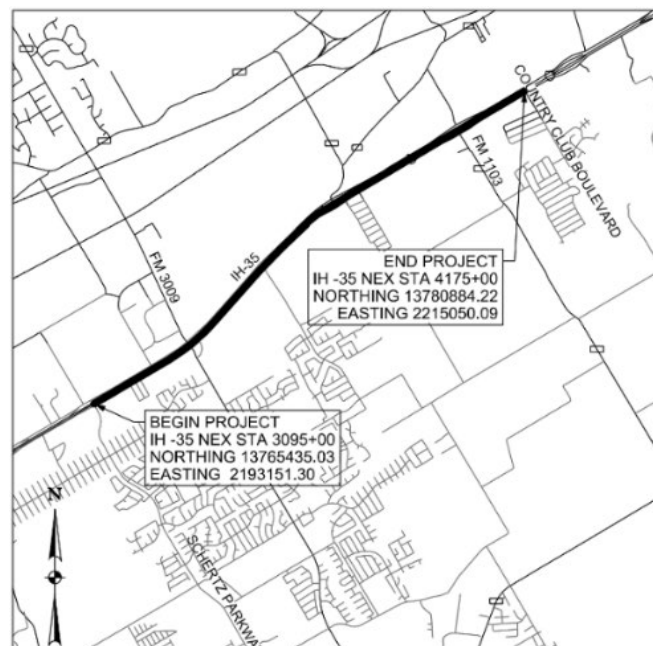 COUNTRY CLUB BOULEVARD
FM 1103
FM 3009
IH-35
END PROJECT
IH -35 NEX STA 4175+00
NORTHING 13780884.22
EASTING 2215050.09
BEGIN PROJECT
IH -35 NEX STA 3095+00
NORTHING 13765435.03
EASTING 2193151.30
N
SCHERTZ PARKWA